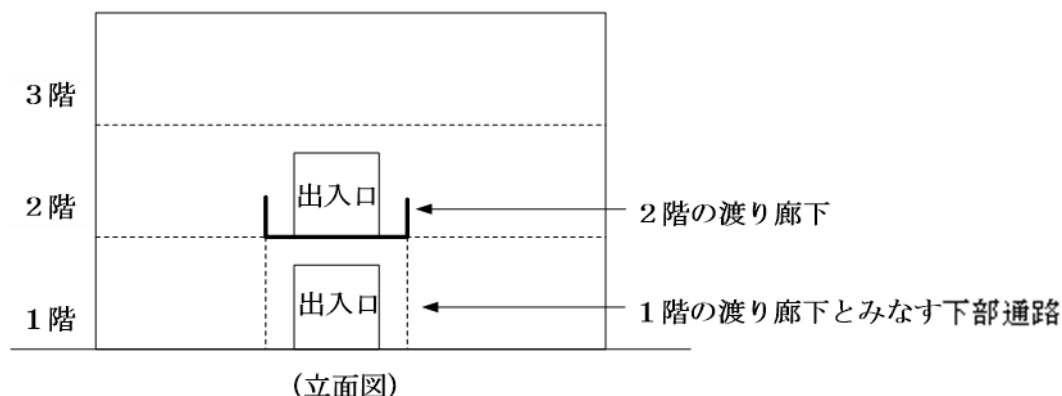 3階
出入口
2階
2階の渡り廊下
出入口
1階
1階の渡り廊下とみなす下部通路
(立面図)